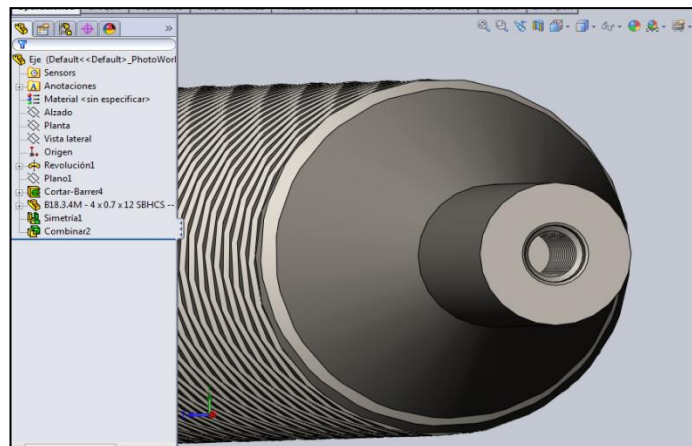 »
Eje (Default<<Default>_PhotoWorl
Sensors
Anotaciones
Material <sin especificar>
Alzado
Planta
Vista lateral
Origen
Revolución1
Plano1
Cortar-Barrer4
B18.3.4M - 4 x 0.7 x 12 SBHCS --
Simetría1
Combinar2